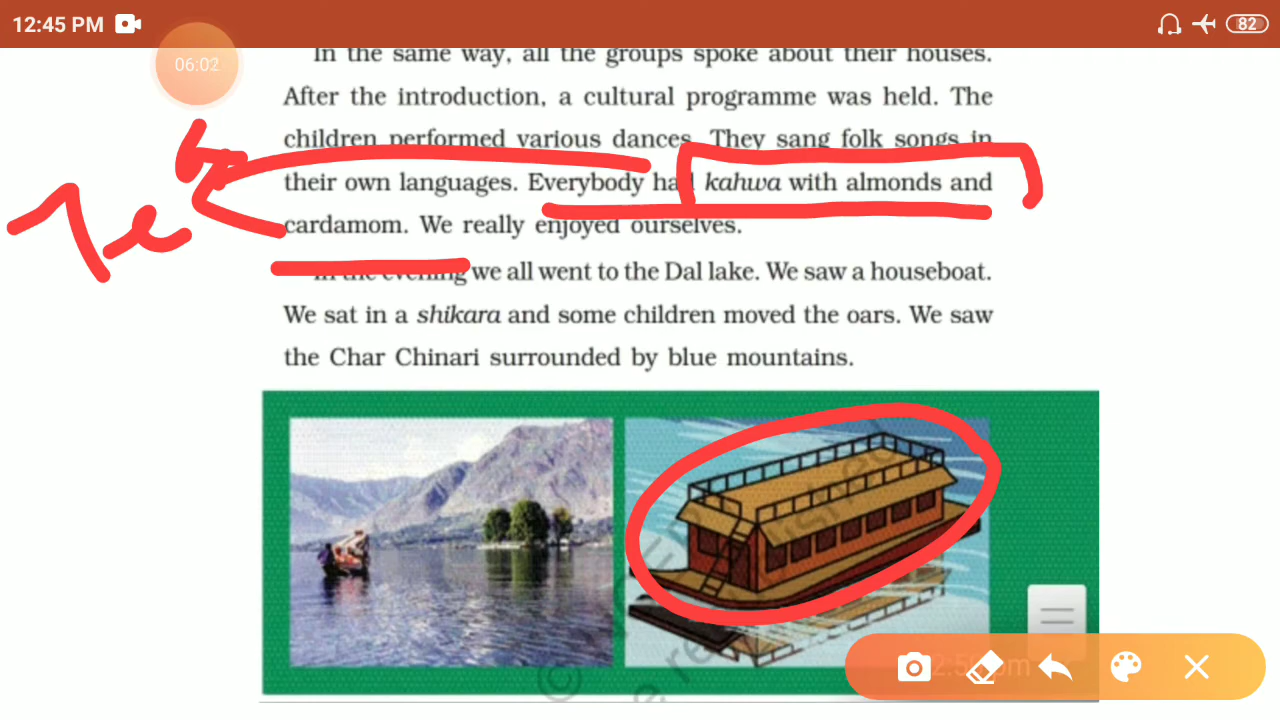 12:45 PM
82
06:02
In the same way, all the groups spoke about their houses.
After the introduction, a cultural programme was held. The
children performed various dances. They sang folk songs in
their own languages. Everybody had kahwa with almonds and
cardamom. We really enjoyed ourselves.
In the evening we all went to the Dal lake. We saw a houseboat.
We sat in a shikara and some children moved the oars. We saw
the Char Chinari surrounded by blue mountains.